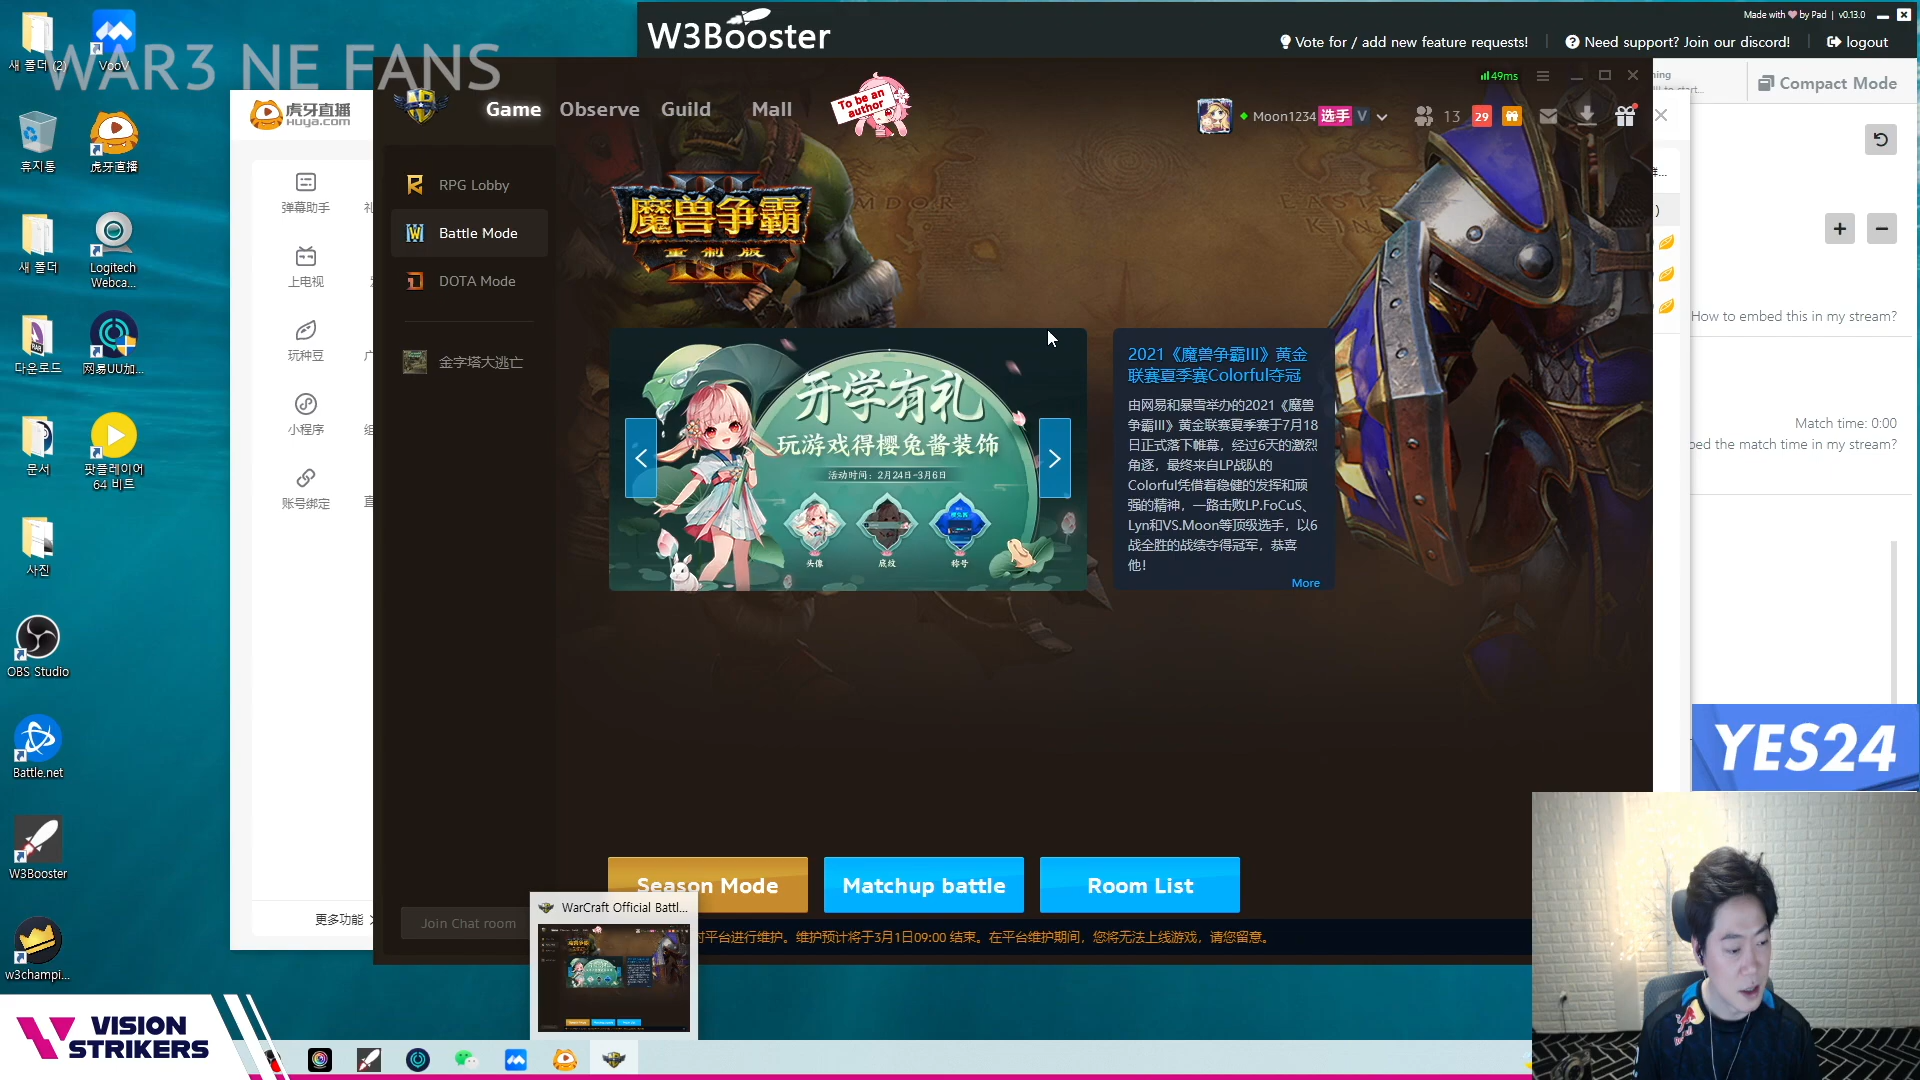 WAR3 NE FANS
W3Booster
Made with ❤ by Pad | v0.13.0
Vote for / add new feature requests!
Need support? Join our discord!
logout
Compact Mode
How to embed this in my stream?
Match time: 0:00
YES24
새 폴더 (2)
VooV
휴지통
虎牙直播
새 폴더
Logitech
Webca...
다운로드
网易UU加...
문서
팟플레이어
64 비트
사진
OBS Studio
Battle.net
W3Booster
w3champi...
VISION
STRIKERS
虎牙直播
HUYA.com
弹幕助手
上电视
玩种豆
小程序
账号绑定
更多功能
Game
Observe
Guild
Mall
To be an
author
49ms
Moon1234 选手 V
13
29
RPG Lobby
Battle Mode
DOTA Mode
金字塔大逃亡
Join Chat room
魔兽争霸
重制版
开学有礼
玩游戏得樱兔酱装饰
活动时间：2月24日-3月6日
头像
底纹
称号
2021《魔兽争霸III》黄金
联赛夏季赛Colorful夺冠
由网易和暴雪举办的2021《魔兽
争霸III》黄金联赛夏季赛于7月18
日正式落下帷幕，经过6天的激烈
角逐，最终来自LP战队的
Colorful凭借着稳健的发挥和顽
强的精神，一路击败LP.FoCuS、
Lyn和VS.Moon等顶级选手，以6
战全胜的战绩夺得冠军，恭喜
他！
More
Season Mode
Matchup battle
Room List
WarCraft Official Battl...
对平台进行维护。维护预计将于3月1日09:00 结束。在平台维护期间，您将无法上线游戏，请您留意。